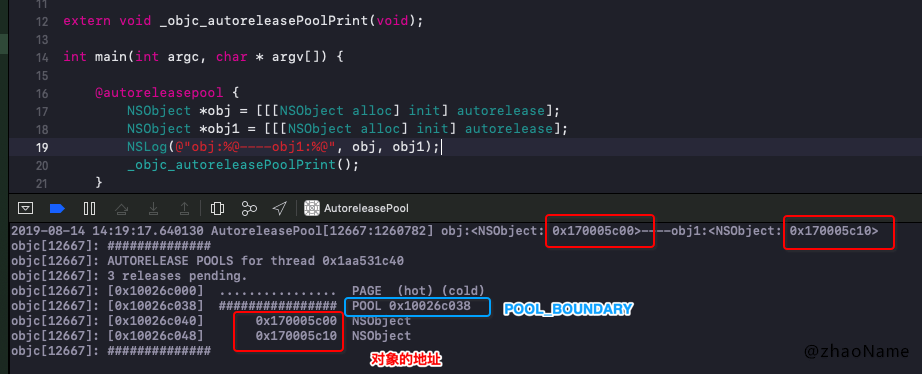 11
12 extern void _objc_autoreleasePoolPrint(void);
13
14 int main(int argc, char * argv[]) {
15
16 @autoreleasepool {
17 NSObject *obj = [[[NSObject alloc] init] autorelease];
18 NSObject *obj1 = [[[NSObject alloc] init] autorelease];
19 NSLog(@"obj:%@----obj1:%@", obj, obj1);
20 _objc_autoreleasePoolPrint();
21 }
AutoreleasePool
2019-08-14 14:19:17.640130 AutoreleasePool[12667:1260782] obj:<NSObject: 0x170005c00>----obj1:<NSObject: 0x170005c10>
objc[12667]: ##############
objc[12667]: AUTORELEASE POOLS for thread 0x1aa531c40
objc[12667]: 3 releases pending.
objc[12667]: [0x10026c000] ................ PAGE (hot) (cold)
objc[12667]: [0x10026c038] ################ POOL 0x10026c038 POOL_BOUNDARY
objc[12667]: [0x10026c040] 0x170005c00 NSObject
objc[12667]: [0x10026c048] 0x170005c10 NSObject
objc[12667]: ##############
对象的地址
@zhaoName